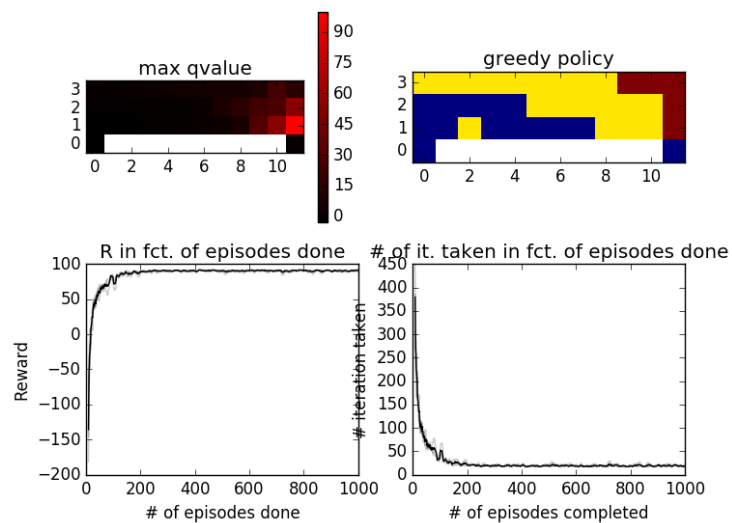 max qvalue
3
2
1
0
0 2 4 6 8 10
90
75
60
45
30
15
0
greedy policy
3
2
1
0
0 2 4 6 8 10
R in fct. of episodes done
Reward
100
50
0
−50
−100
−150
−200
0 200 400 600 800 1000
# of episodes done
# of it. taken in fct. of episodes done
# iteration taken
450
400
350
300
250
200
150
100
50
0
0 200 400 600 800 1000
# of episodes completed